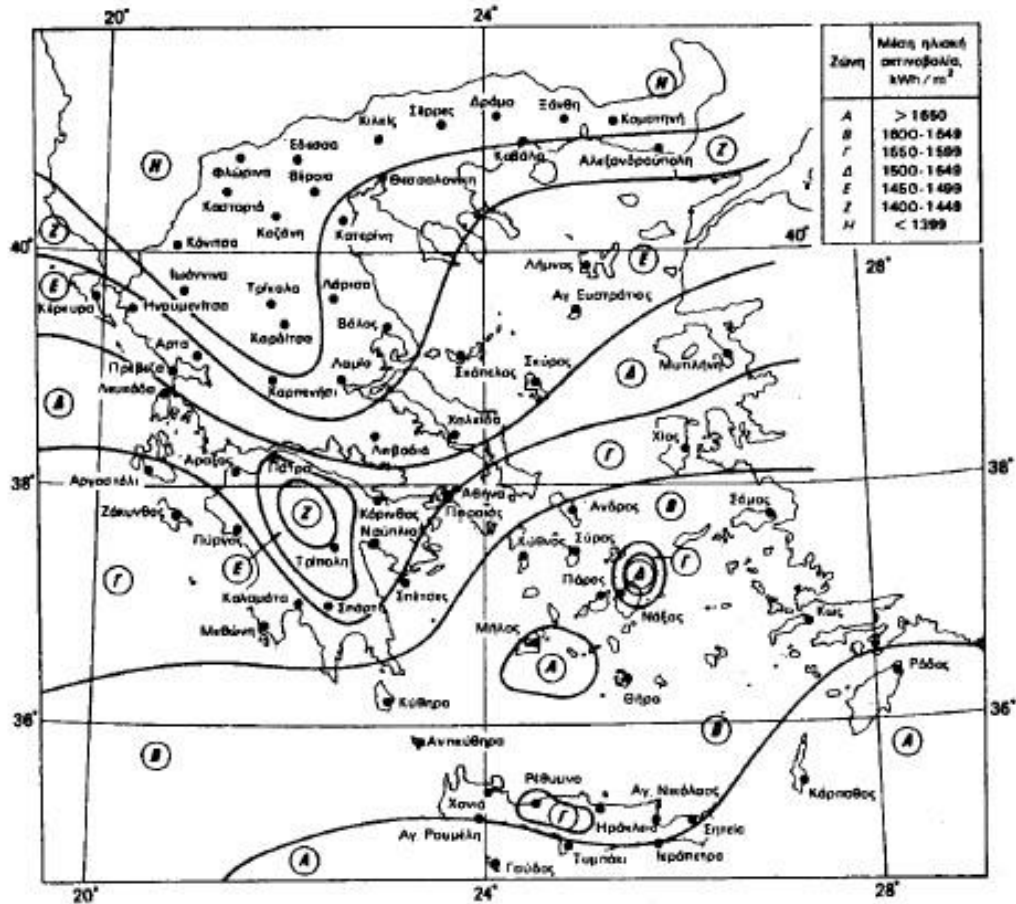 20°
24°
Ζώνη
Μέση ηλιακή
ακτινοβολία,
kWh/m²
Α > 1650
Β 1600-1649
Γ 1550-1599
Δ 1500-1549
Ε 1450-1499
Ζ 1400-1449
Η < 1399
Η
Δράμα
Ξάνθη
Σέρρες
Κομοτηνή
Κιλκίς
Καβάλα
Αλεξανδρούπολη
Ζ
Έδεσσα
Η
Φλώρινα
Βέροια
Θεσσαλονίκη
Καστοριά
Κοζάνη
Κατερίνη
Ζ
40°
Κόνιτσα
40°
28°
Λήμνος
Ε
Ε
Ιωάννινα
Κέρκυρα
Ηγουμενίτσα
Τρίκαλα
Λάρισα
Αγ. Ευστράτιος
Καρδίτσα
Βόλος
Άρτα
Λαμία
Σκύρος
Μυτιλήνη
Πρέβεζα
Σκόπελος
Δ
Λευκάδα
Καρπενήσι
Δ
Χαλκίδα
Λειβαδιά
Χίος
Γ
Άραξος
Πάτρα
38°
38°
Αργοστόλι
Αθήνα
Ζάκυνθος
Ζ
Κόρινθος
Πειραιάς
Άνδρος
Β
Σάμος
Πύργος
Ναύπλιο
Κύθνος
Σύρος
Γ
Ε
Τρίπολη
Γ
Πάρος
Δ
Καλαμάτα
Σπάρτη
Σπέτσες
Νάξος
Κως
Μεθώνη
Μήλος
Α
Ρόδος
Κύθηρα
Θήρα
36°
36°
Β
Αντικύθηρα
Β
Α
Κάρπαθος
Ρέθυμνο
Αγ. Νικόλαος
Χανιά
Γ
Ηράκλειο
Σητεία
Αγ. Ρουμέλη
Α
Τυμπάκι
Ιεράπετρα
Γαύδος
20°
24°
28°